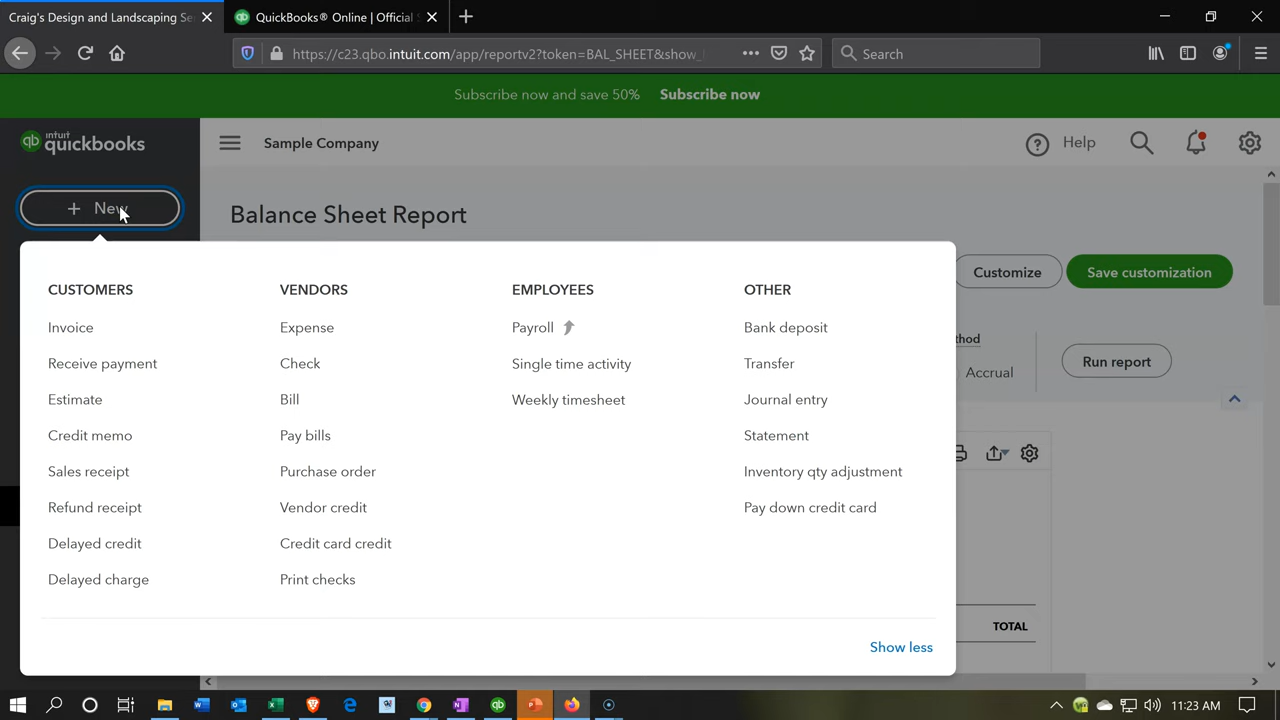 Craig's Design and Landscaping Se
QuickBooks® Online | Official
https://c23.qbo.intuit.com/app/reportv2?token=BAL_SHEET&show_
Search
Subscribe now and save 50% Subscribe now
intuit
quickbooks
qb
Sample Company
Help
+ New
Balance Sheet Report
Customize
Save customization
thod
Accrual
Run report
CUSTOMERS
Invoice
Receive payment
Estimate
Credit memo
Sales receipt
Refund receipt
Delayed credit
Delayed charge
VENDORS
Expense
Check
Bill
Pay bills
Purchase order
Vendor credit
Credit card credit
Print checks
EMPLOYEES
Payroll
Single time activity
Weekly timesheet
OTHER
Bank deposit
Transfer
Journal entry
Statement
Inventory qty adjustment
Pay down credit card
Show less
TOTAL
11:23 AM